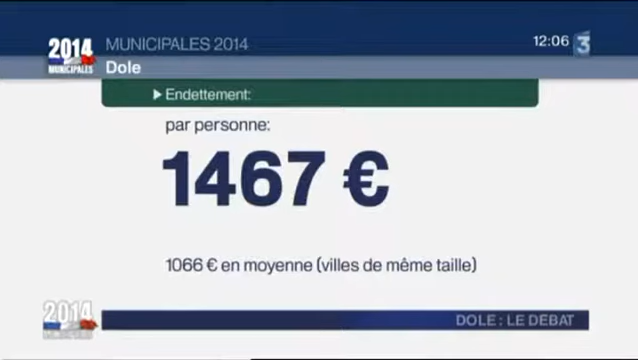 2014
MUNICIPALES
MUNICIPALES 2014
12:06 3
Dole
Endettement:
par personne:
1467 €
1066 € en moyenne (villes de même taille)
2014
DOLE : LE DÉBAT